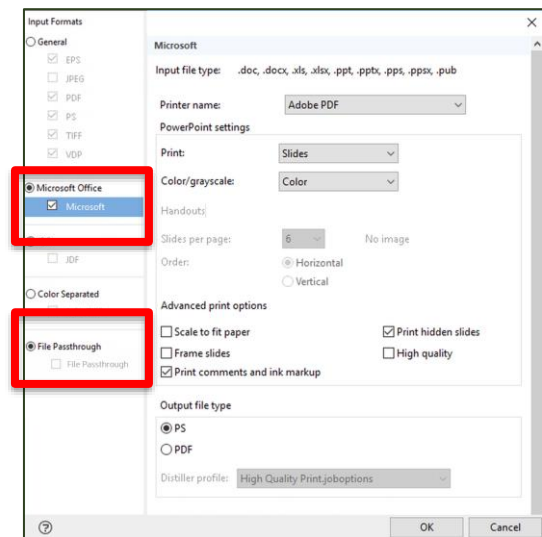 Input Formats
General
EPS
JPEG
PDF
PS
TIFF
VDP
Microsoft Office
Microsoft
JDF
Color Separated
File Passthrough
File Passthrough
Microsoft
Input file type: .doc, .docx, .xls, .xlsx, .ppt, .pptx, .pps, .ppsx, .pub
Printer name: Adobe PDF
PowerPoint settings
Print: Slides
Color/grayscale: Color
Handouts
Slides per page: 6 No image
Order: Horizontal
Vertical
Advanced print options
Scale to fit paper Print hidden slides
Frame slides High quality
Print comments and ink markup
Output file type
PS
PDF
Distiller profile: High Quality Print.joboptions
OK Cancel